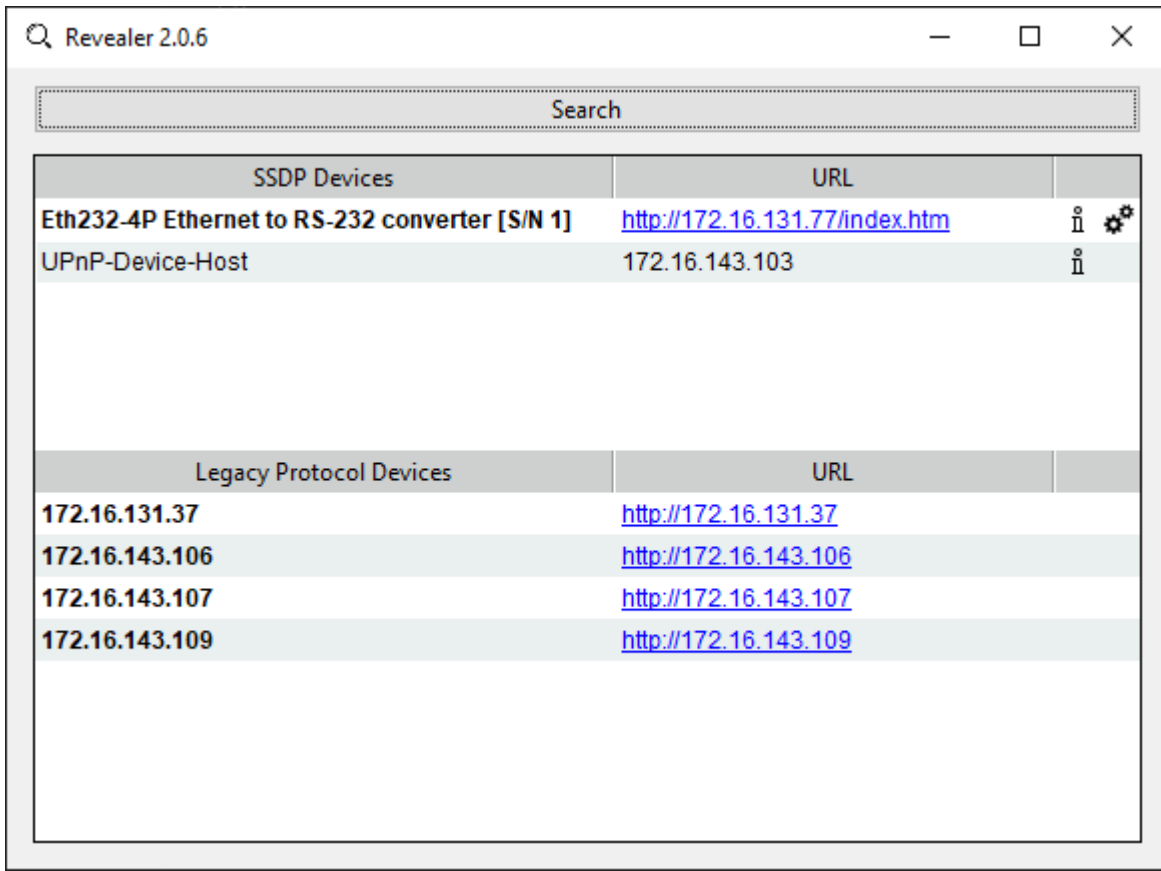 Revealer 2.0.6
Search
SSDP Devices URL
Eth232-4P Ethernet to RS-232 converter [S/N 1] http://172.16.131.77/index.htm
UPnP-Device-Host 172.16.143.103
Legacy Protocol Devices URL
172.16.131.37 http://172.16.131.37
172.16.143.106 http://172.16.143.106
172.16.143.107 http://172.16.143.107
172.16.143.109 http://172.16.143.109